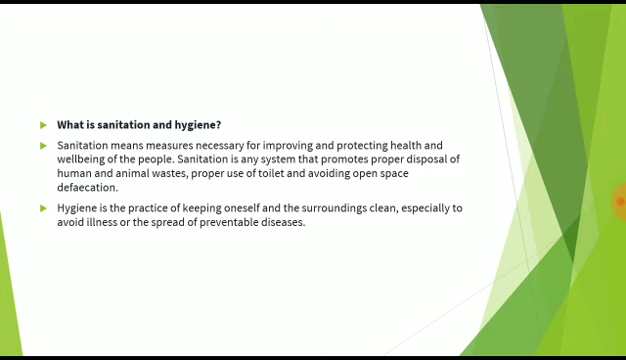 What is sanitation and hygiene?
Sanitation means measures necessary for improving and protecting health and
wellbeing of the people. Sanitation is any system that promotes proper disposal of
human and animal wastes, proper use of toilet and avoiding open space
defaecation.
Hygiene is the practice of keeping oneself and the surroundings clean, especially to
avoid illness or the spread of preventable diseases.